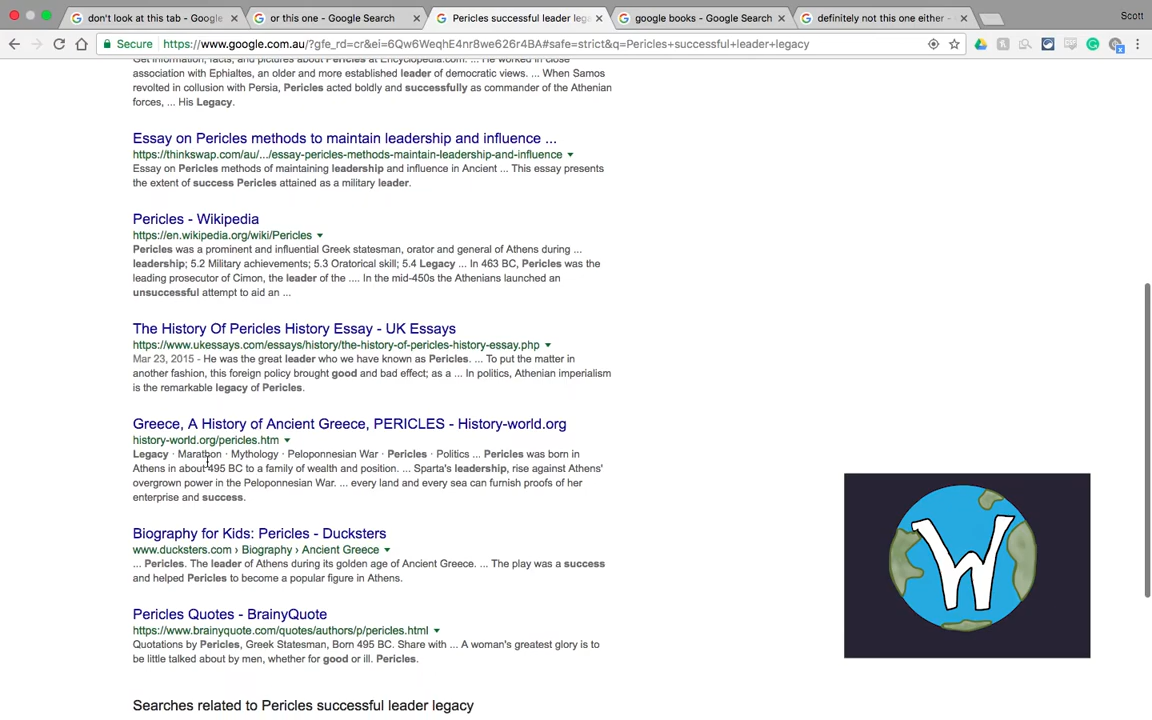 don't look at this tab - Google
or this one - Google Search
Pericles successful leader leg
google books - Google Search
definitely not this one either -
Scott
Secure https://www.google.com.au/?gfe_rd=cr&ei=6Qw6WeqhE4nr8we626r4BA#safe=strict&q=Pericles+successful+leader+legacy
Get information, facts, and pictures about Pericles at Encyclopedia.com. ... He worked in close
association with Ephialtes, an older and more established leader of democratic views. ... When Samos
revolted in collusion with Persia, Pericles acted boldly and successfully as commander of the Athenian
forces, ... His Legacy.
Essay on Pericles methods to maintain leadership and influence ...
https://thinkswap.com/au/.../essay-pericles-methods-maintain-leadership-and-influence
Essay on Pericles methods of maintaining leadership and influence in Ancient ... This essay presents
the extent of success Pericles attained as a military leader.
Pericles - Wikipedia
https://en.wikipedia.org/wiki/Pericles
Pericles was a prominent and influential Greek statesman, orator and general of Athens during ...
leadership; 5.2 Military achievements; 5.3 Oratorical skill; 5.4 Legacy ... In 463 BC, Pericles was the
leading prosecutor of Cimon, the leader of the .... In the mid-450s the Athenians launched an
unsuccessful attempt to aid an ...
The History Of Pericles History Essay - UK Essays
https://www.ukessays.com/essays/history/the-history-of-pericles-history-essay.php
Mar 23, 2015 - He was the great leader who we have known as Pericles. ... To put the matter in
another fashion, this foreign policy brought good and bad effect; as a ... In politics, Athenian imperialism
is the remarkable legacy of Pericles.
Greece, A History of Ancient Greece, PERICLES - History-world.org
history-world.org/pericles.htm
Legacy · Marathon · Mythology · Peloponnesian War · Pericles · Politics ... Pericles was born in
Athens in about 495 BC to a family of wealth and position. ... Sparta's leadership, rise against Athens'
overgrown power in the Peloponnesian War. ... every land and every sea can furnish proofs of her
enterprise and success.
Biography for Kids: Pericles - Ducksters
www.ducksters.com › Biography › Ancient Greece
... Pericles. The leader of Athens during its golden age of Ancient Greece. ... The play was a success
and helped Pericles to become a popular figure in Athens.
Pericles Quotes - BrainyQuote
https://www.brainyquote.com/quotes/authors/p/pericles.html
Quotations by Pericles, Greek Statesman, Born 495 BC. Share with ... A woman's greatest glory is to
be little talked about by men, whether for good or ill. Pericles.
Searches related to Pericles successful leader legacy
W